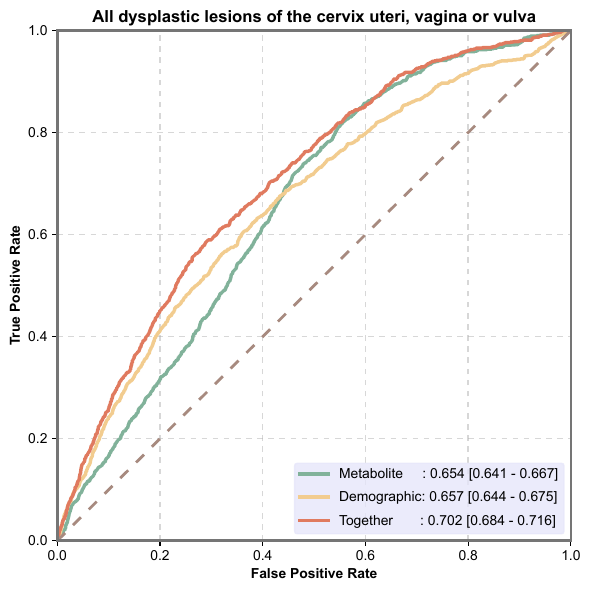 All dysplastic lesions of the cervix uteri, vagina or vulva
True Positive Rate
1.0
0.8
0.6
0.4
0.2
0.0
Metabolite : 0.654 [0.641 - 0.667]
Demographic: 0.657 [0.644 - 0.675]
Together : 0.702 [0.684 - 0.716]
0.0 0.2 0.4 0.6 0.8 1.0
False Positive Rate